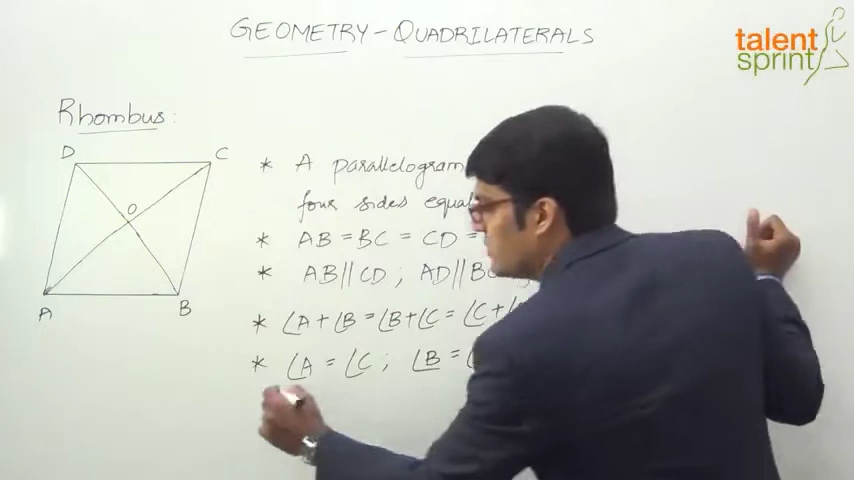 GEOMETRY - QUADRILATERALS
talent
sprint
Rhombus:
D
C
O
A
B
* A parallelogram
four sides equal
* AB = BC = CD =
* AB || CD ; AD || BC
* ∠A + ∠B = ∠B + ∠C = ∠C +
* ∠A = ∠C ; ∠B =